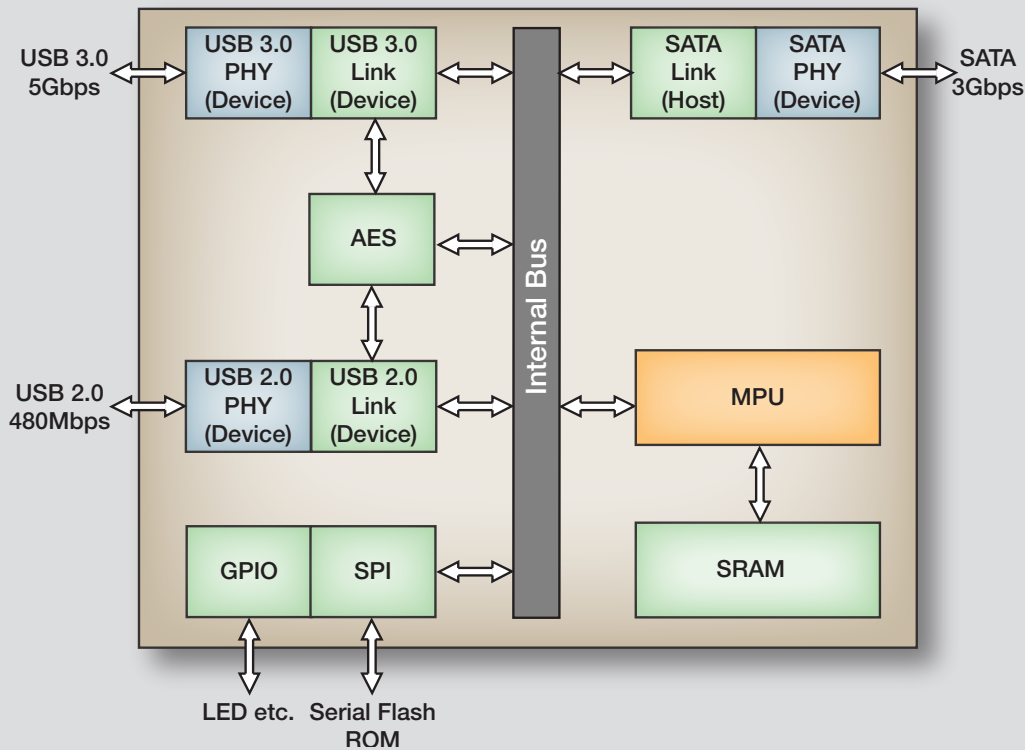 USB 3.0
5Gbps
USB 3.0
PHY
(Device)
USB 3.0
Link
(Device)
SATA
Link
(Host)
SATA
PHY
(Device)
SATA
3Gbps
AES
Internal Bus
USB 2.0
480Mbps
USB 2.0
PHY
(Device)
USB 2.0
Link
(Device)
MPU
GPIO
SPI
SRAM
LED etc.
Serial Flash
ROM